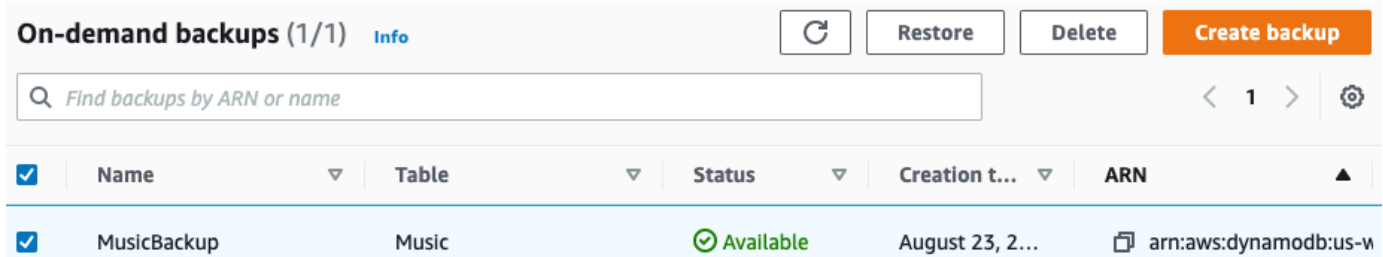 On-demand backups (1/1) Info Restore Delete Create backup
Find backups by ARN or name 1
Name Table Status Creation t... ARN
MusicBackup Music Available August 23, 2... arn:aws:dynamodb:us-w